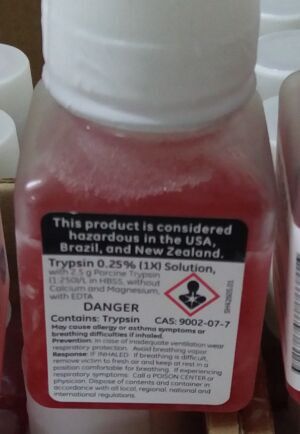 This product is considered
hazardous in the USA,
Brazil, and New Zealand.
Trypsin 0.25% (1X) Solution,
with 2.5 g Porcine Trypsin
(1:250)/L in HBSS, without
Calcium and Magnesium,
with EDTA
DANGER
Contains: Trypsin CAS: 9002-07-7
May cause allergy or asthma symptoms or
breathing difficulties if inhaled.
Prevention: In case of inadequate ventilation wear
respiratory protection. Avoid breathing vapor.
Response: IF INHALED: If breathing is difficult,
remove victim to fresh air and keep at rest in a
position comfortable for breathing. If experiencing
respiratory symptoms: Call a POISON CENTER or
physician. Dispose of contents and container in
accordance with all local, regional, national and
international regulations.